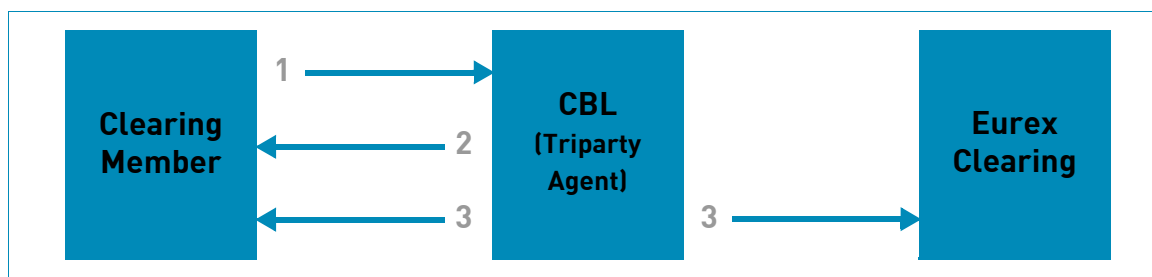 Clearing
Member
1
2
3
CBL
(Triparty
Agent)
3
Eurex
Clearing